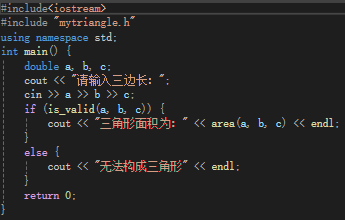 #include<iostream>
#include "mytriangle.h"
using namespace std;
int main() {
    double a, b, c;
    cout << "请输入三边长：";
    cin >> a >> b >> c;
    if (is_valid(a, b, c)) {
        cout << "三角形面积为：" << area(a, b, c) << endl;
    }
    else {
        cout << "无法构成三角形" << endl;
    }
    return 0;
}